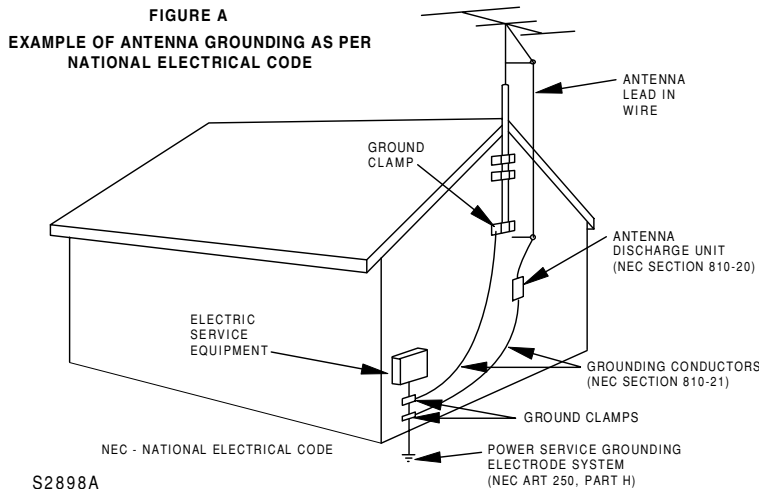 FIGURE A
EXAMPLE OF ANTENNA GROUNDING AS PER
NATIONAL ELECTRICAL CODE
ANTENNA
LEAD IN
WIRE
GROUND
CLAMP
ANTENNA
DISCHARGE UNIT
(NEC SECTION 810-20)
ELECTRIC
SERVICE
EQUIPMENT
GROUNDING CONDUCTORS
(NEC SECTION 810-21)
GROUND CLAMPS
NEC - NATIONAL ELECTRICAL CODE
POWER SERVICE GROUNDING
ELECTRODE SYSTEM
(NEC ART 250, PART H)
S2898A